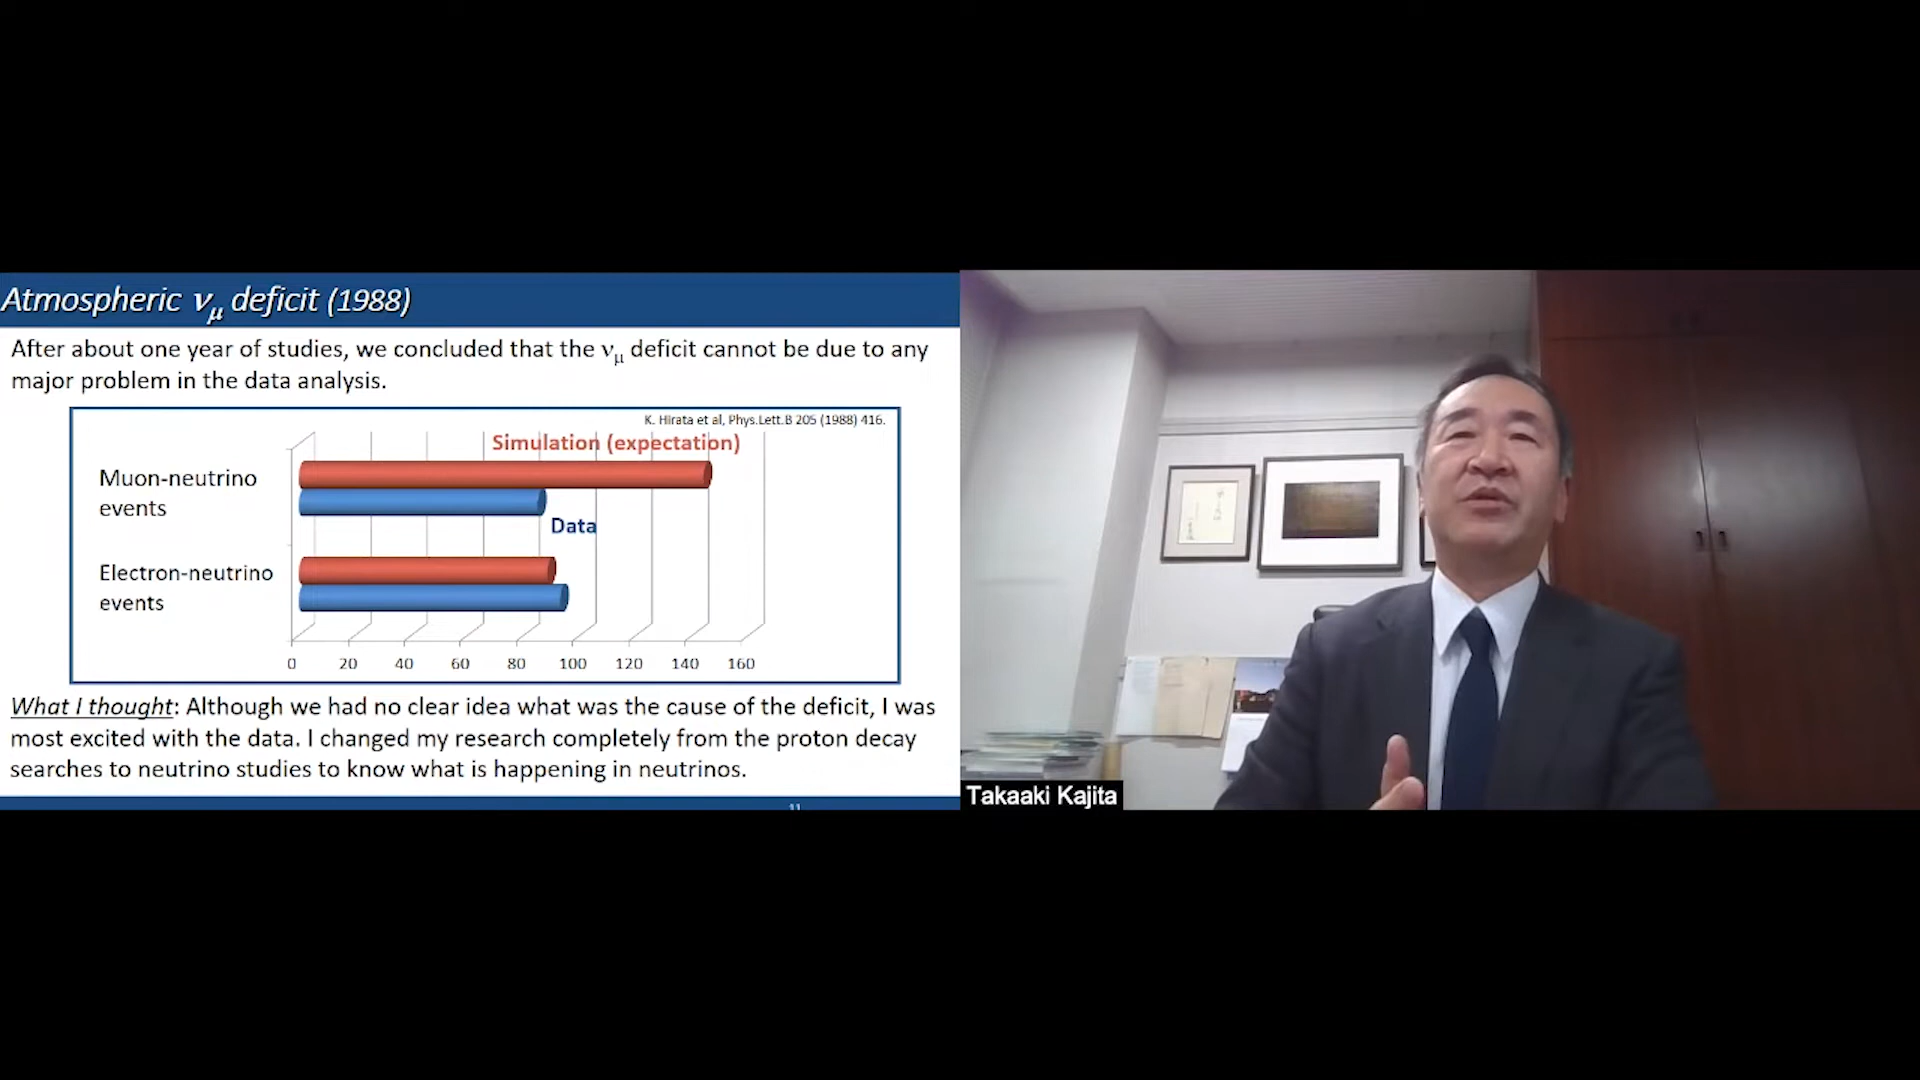 Atmospheric νμ deficit (1988)
After about one year of studies, we concluded that the νμ deficit cannot be due to any
major problem in the data analysis.
K. Hirata et al, Phys.Lett.B 205 (1988) 416.
Simulation (expectation)
Muon-neutrino
events
Data
Electron-neutrino
events
0 20 40 60 80 100 120 140 160
What I thought: Although we had no clear idea what was the cause of the deficit, I was
most excited with the data. I changed my research completely from the proton decay
searches to neutrino studies to know what is happening in neutrinos.
11
Takaaki Kajita